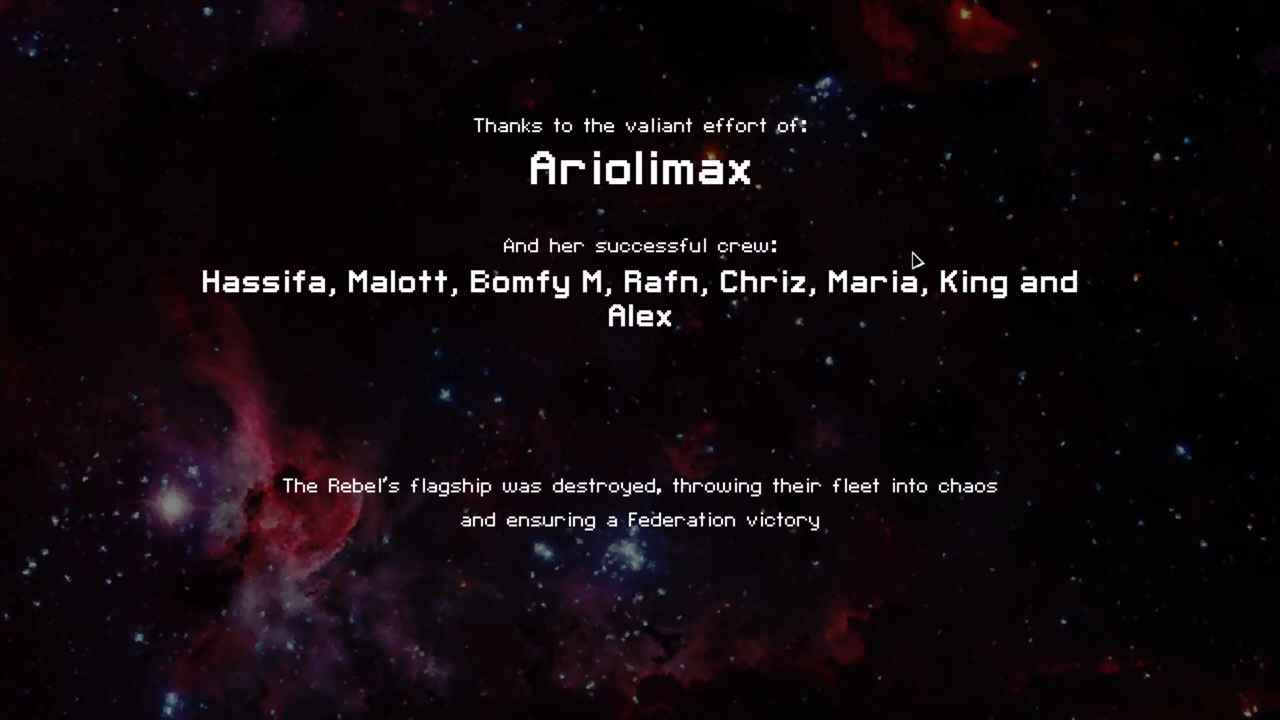 Thanks to the valiant effort of:
Ariolimax
And her successful crew:
Hassifa, Malott, Bomfy M, Rafn, Chriz, Maria, King and
Alex
The Rebel's flagship was destroyed, throwing their fleet into chaos
and ensuring a Federation victory